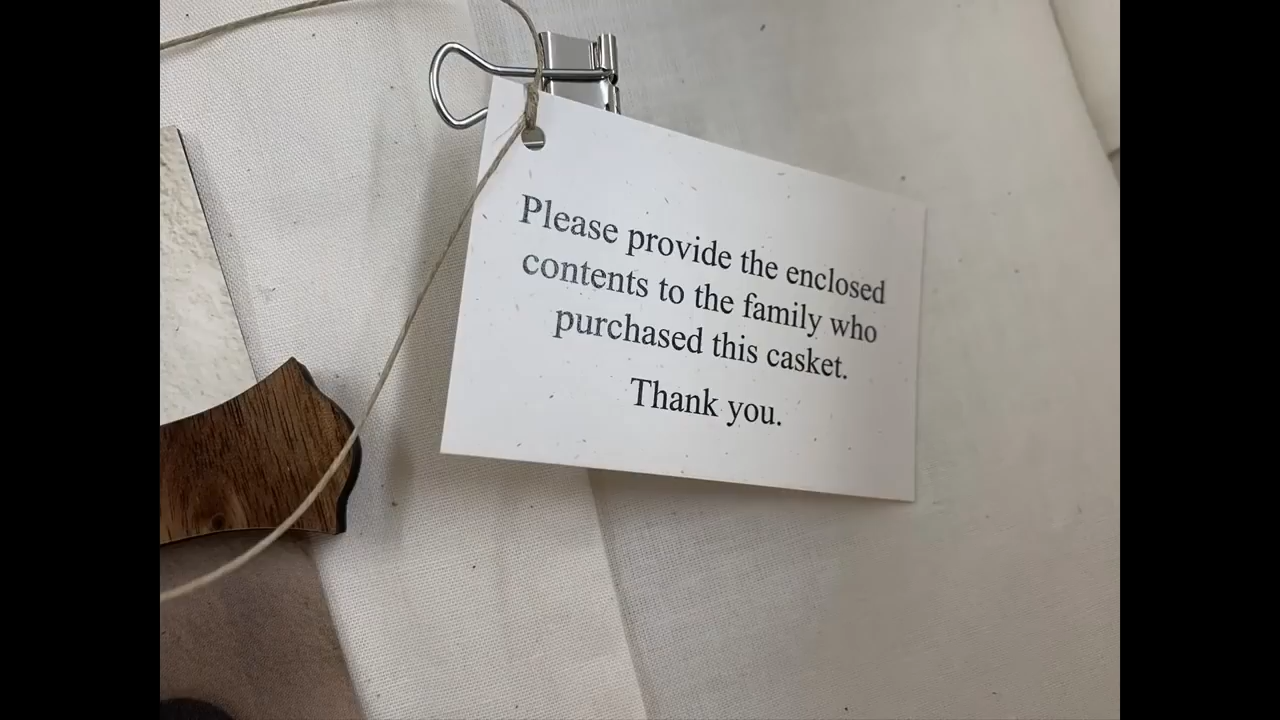 Please provide the enclosed
contents to the family who
purchased this casket.
Thank you.